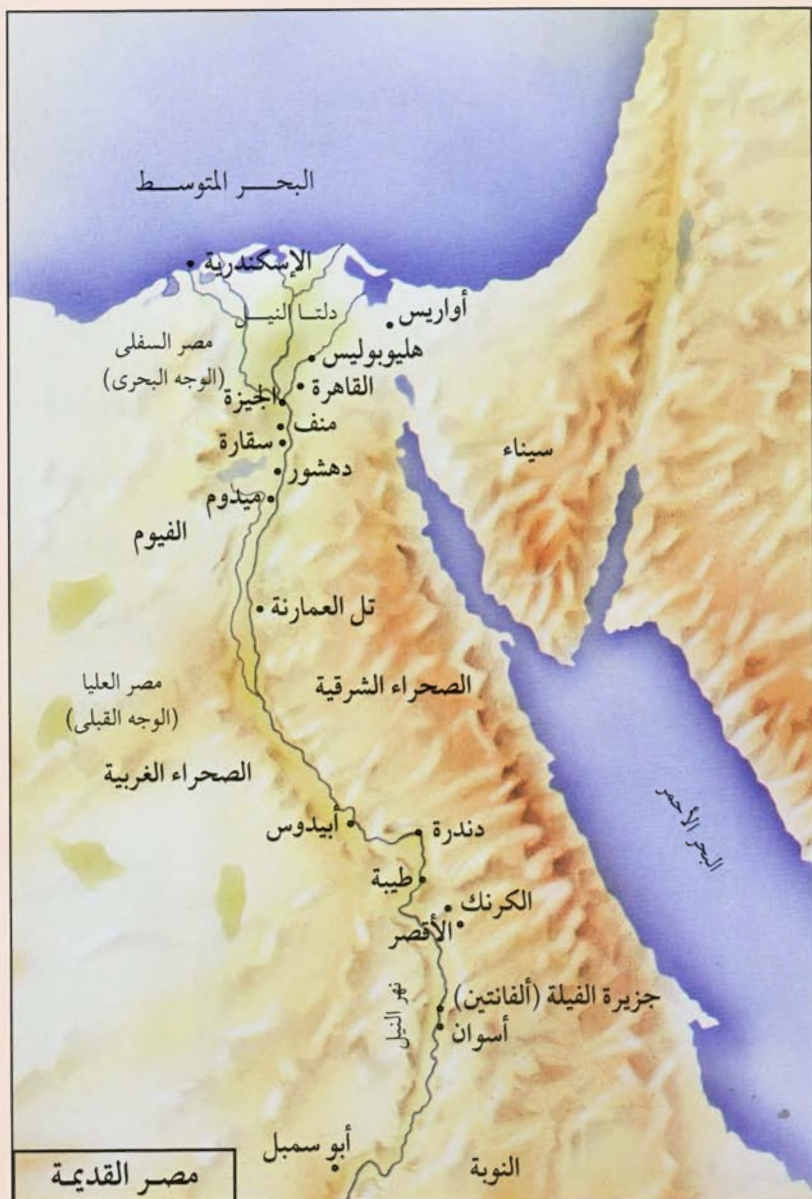 البحر المتوسط
الإسكندرية
دلتا النيل
أواريس
مصر السفلى
(الوجه البحرى)
هليوبوليس
القاهرة
الجيزة
منف
سقارة
سيناء
دهشور
ميدوم
الفيوم
تل العمارنة
مصر العليا
(الوجه القبلى)
الصحراء الشرقية
الصحراء الغربية
البحر الأحمر
أبيدوس
دندرة
طيبة
الكرنك
الأقصر
جزيرة الفيلة (ألفانتين)
نهر النيل
أسوان
أبو سمبل
النوبة
مصر القديمة